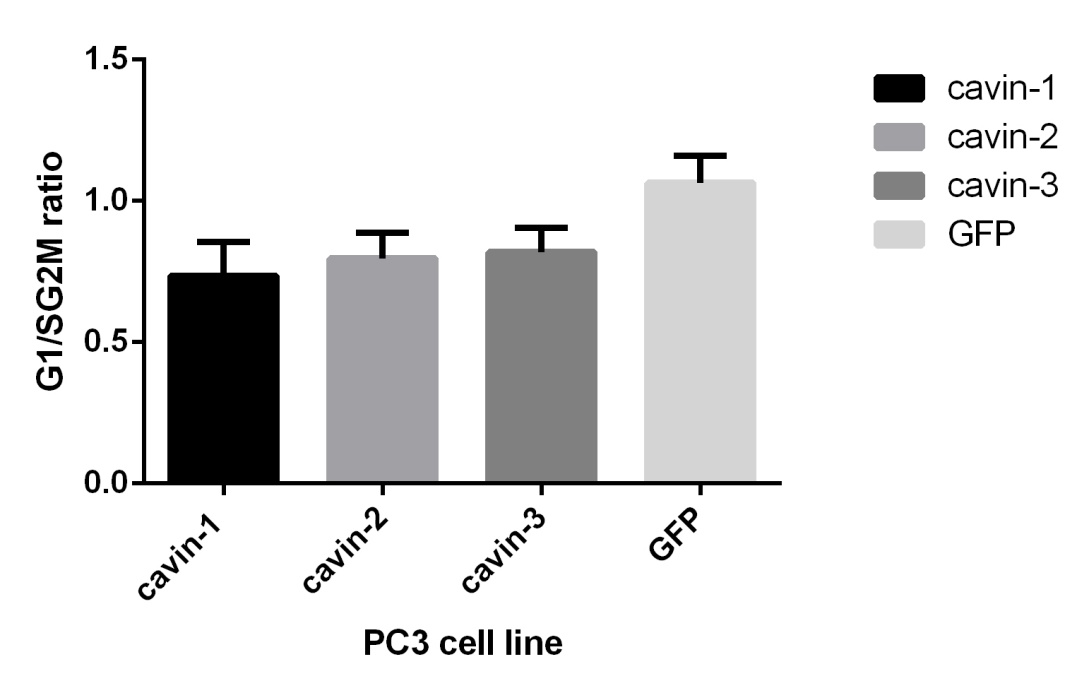 1.5
1.0
0.5
0.0
G1/SG2M ratio
cavin-1
cavin-2
cavin-3
GFP
PC3 cell line
cavin-1
cavin-2
cavin-3
GFP